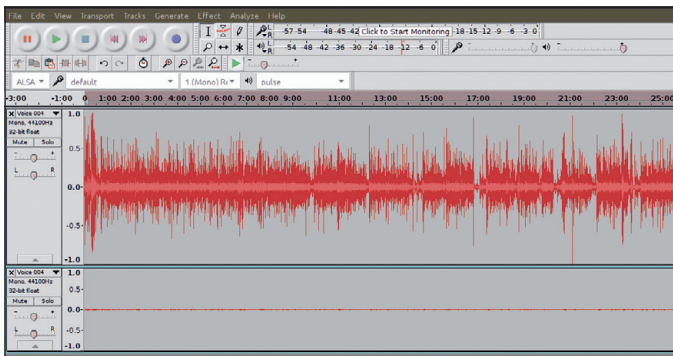 File Edit View Transport Tracks Generate Effect Analyze Help
L R -57 -54 -48 -45 -42 Click to Start Monitoring -18 -15 -12 -9 -6 -3 0
L R -54 -48 -42 -36 -30 -24 -18 -12 -6 0
- +
ALSA default 1 (Mono) Re pulse
-3:00 -1:00 0 1:00 2:00 3:00 4:00 5:00 6:00 7:00 8:00 9:00 11:00 13:00 15:00 17:00 19:00 21:00 23:00 25:00
X Voice 004 1.0
Mono, 44100Hz
32-bit float
Mute Solo 0.5-
- +
L R
0.0-
-0.5-
-1.0
X Voice 004 1.0
Mono, 44100Hz
32-bit float 0.5-
Mute Solo
- + 0.0-
L R -0.5-
-1.0